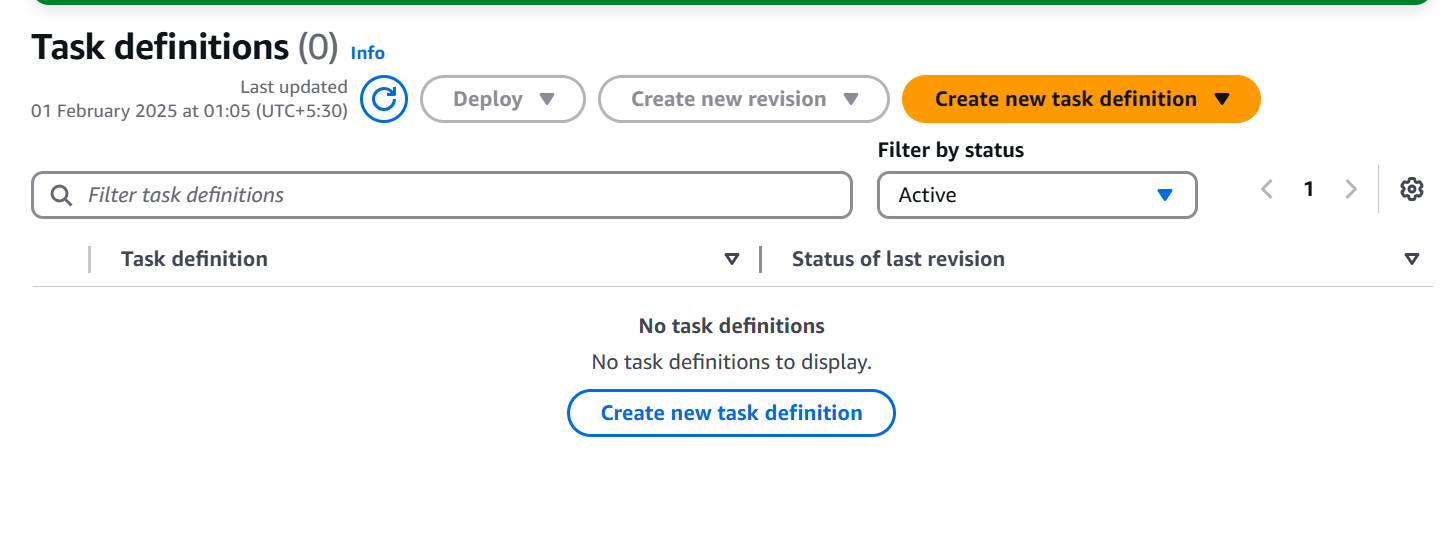 Task definitions (0) Info
Last updated
01 February 2025 at 01:05 (UTC+5:30)
Deploy
Create new revision
Create new task definition
Filter by status
Filter task definitions
Active
1
Task definition
Status of last revision
No task definitions
No task definitions to display.
Create new task definition